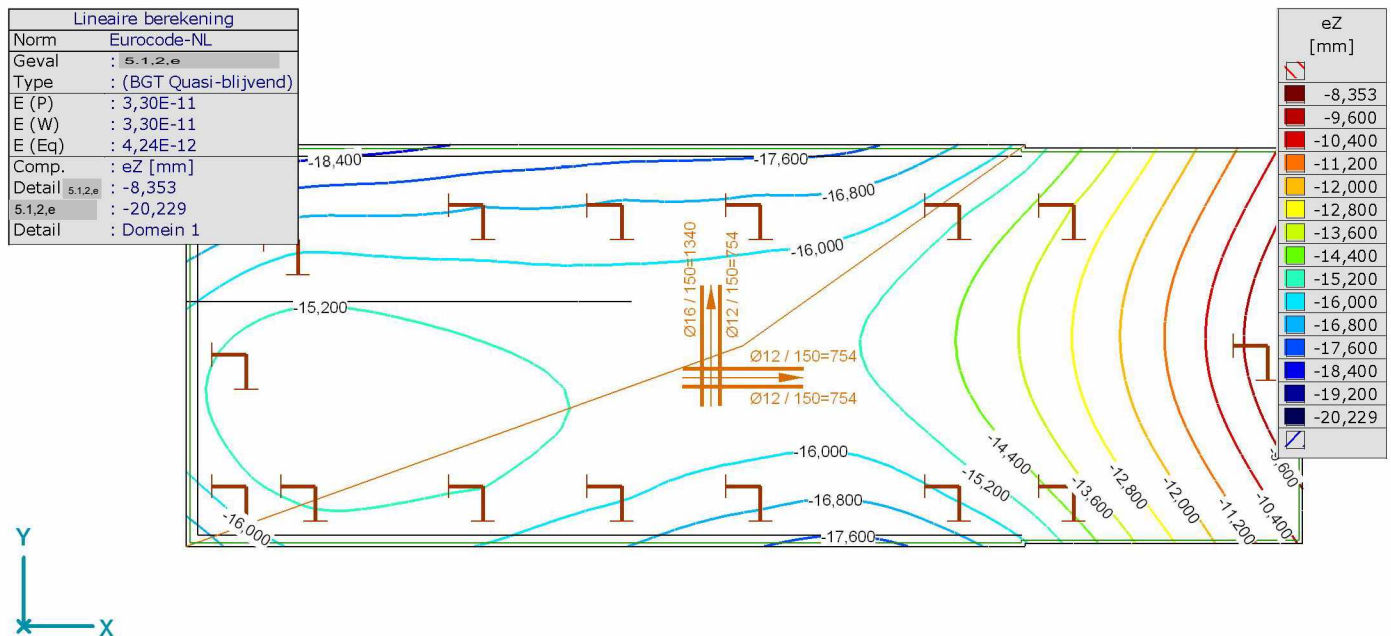 Lineaire berekening
Norm Eurocode-NL
Geval : 5.1,2,e
Type : (BGT Quasi-blijvend)
E (P) : 3,30E-11
E (W) : 3,30E-11
E (Eq) : 4,24E-12
Comp. : eZ [mm]
Detail 5.1,2,e : -8,353
5.1,2,e : -20,229
Detail : Domein 1
eZ
[mm]
-8,353
-9,600
-10,400
-11,200
-12,000
-12,800
-13,600
-14,400
-15,200
-16,000
-16,800
-17,600
-18,400
-19,200
-20,229
-18,400
-17,600
-16,800
-16,000
-15,200
Ø16 / 150=1340
Ø12 / 150=754
Ø12 / 150=754
Ø12 / 150=754
-16,000
-16,800
-17,600
-16,000
-15,200
-14,400
-13,600
-12,800
-12,000
-11,200
-10,400
-9,600
Y
X